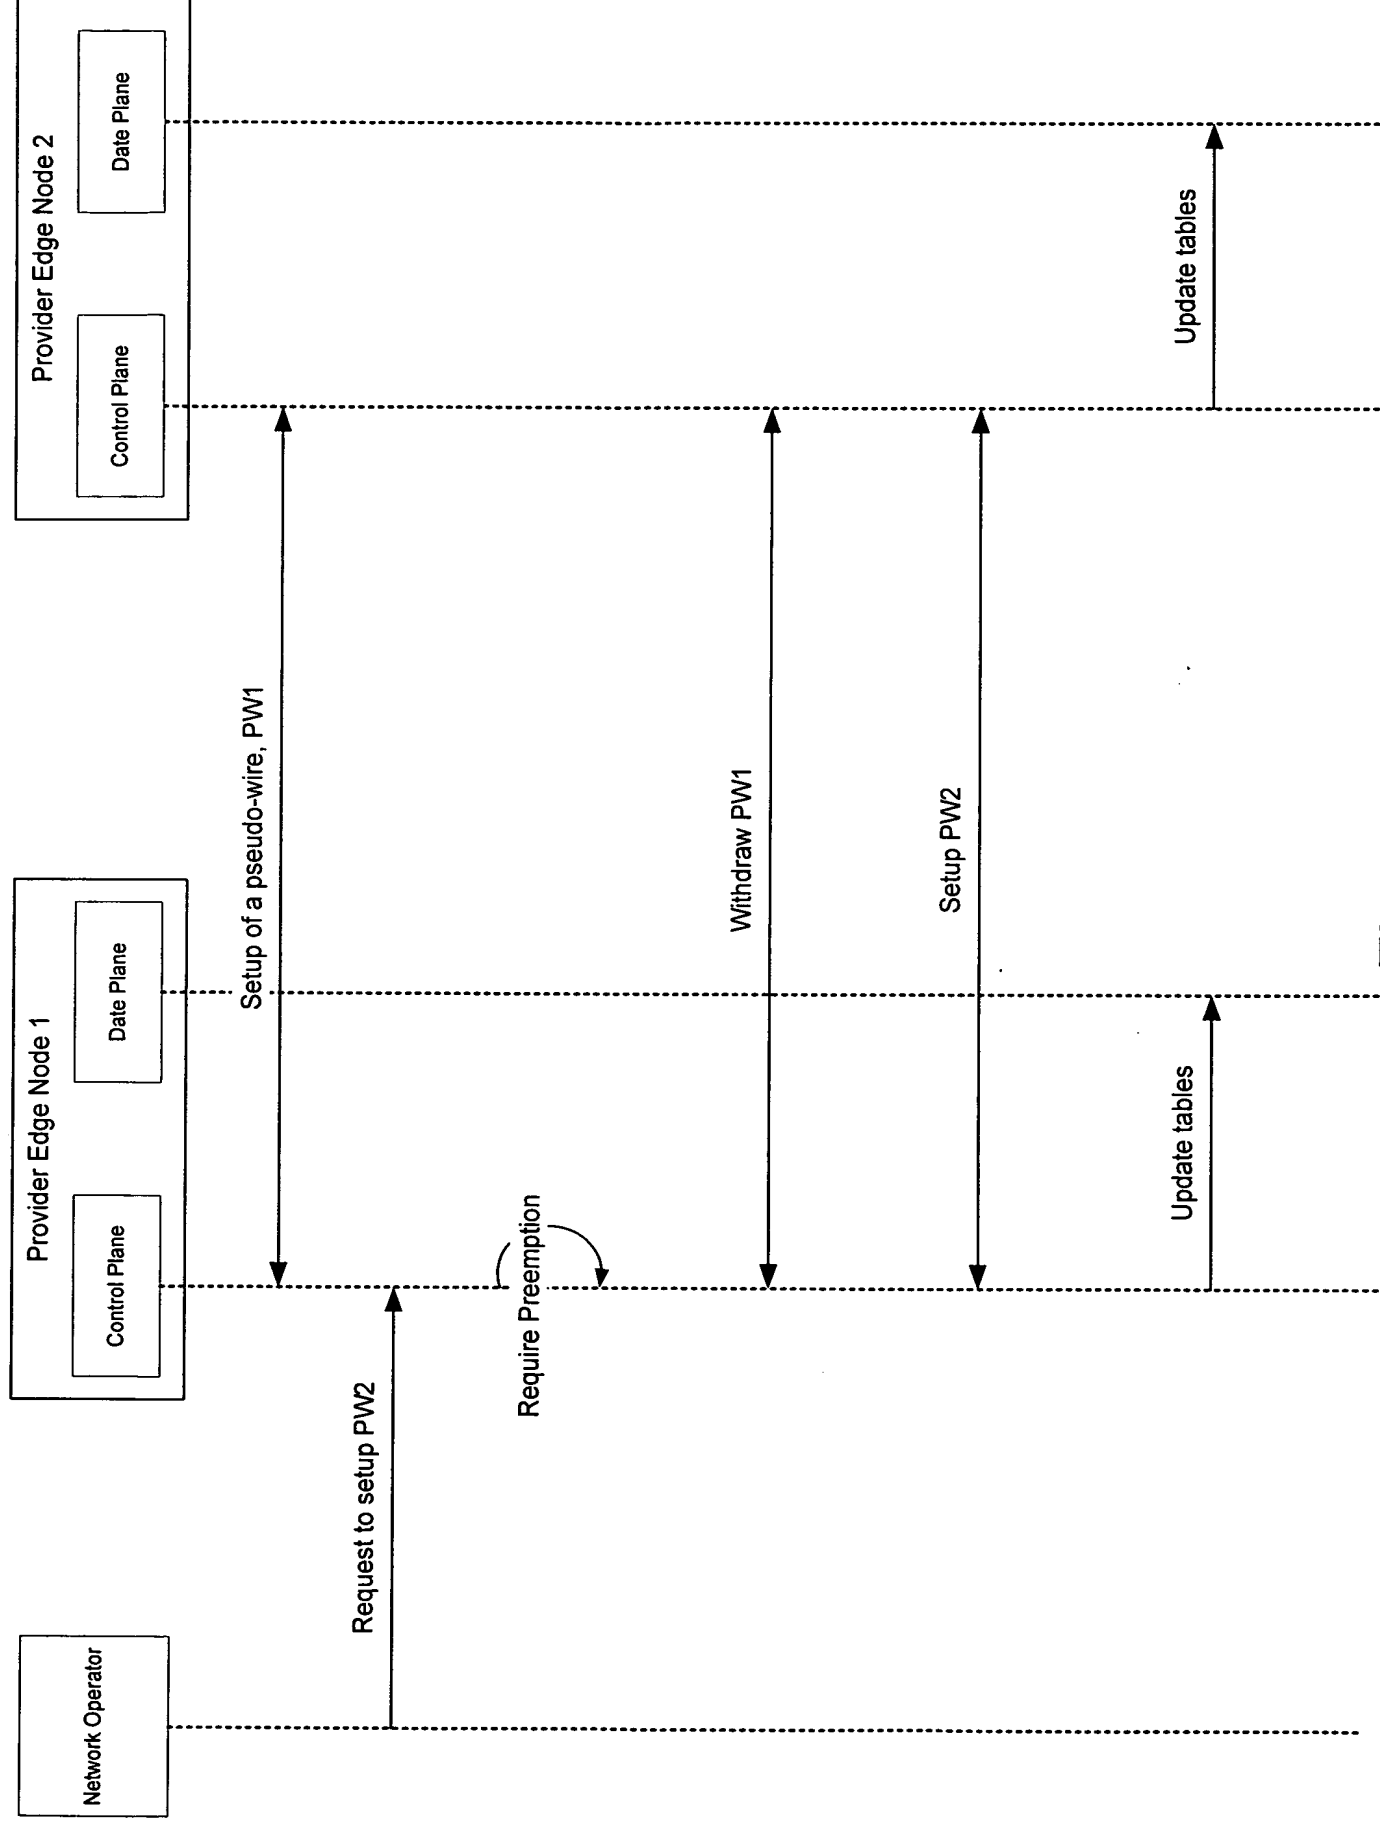 Network Operator
Provider Edge Node 1
Control Plane
Date Plane
Provider Edge Node 2
Control Plane
Date Plane
Setup of a pseudo-wire, PW1
Request to setup PW2
Require Preemption
Withdraw PW1
Setup PW2
Update tables
Update tables